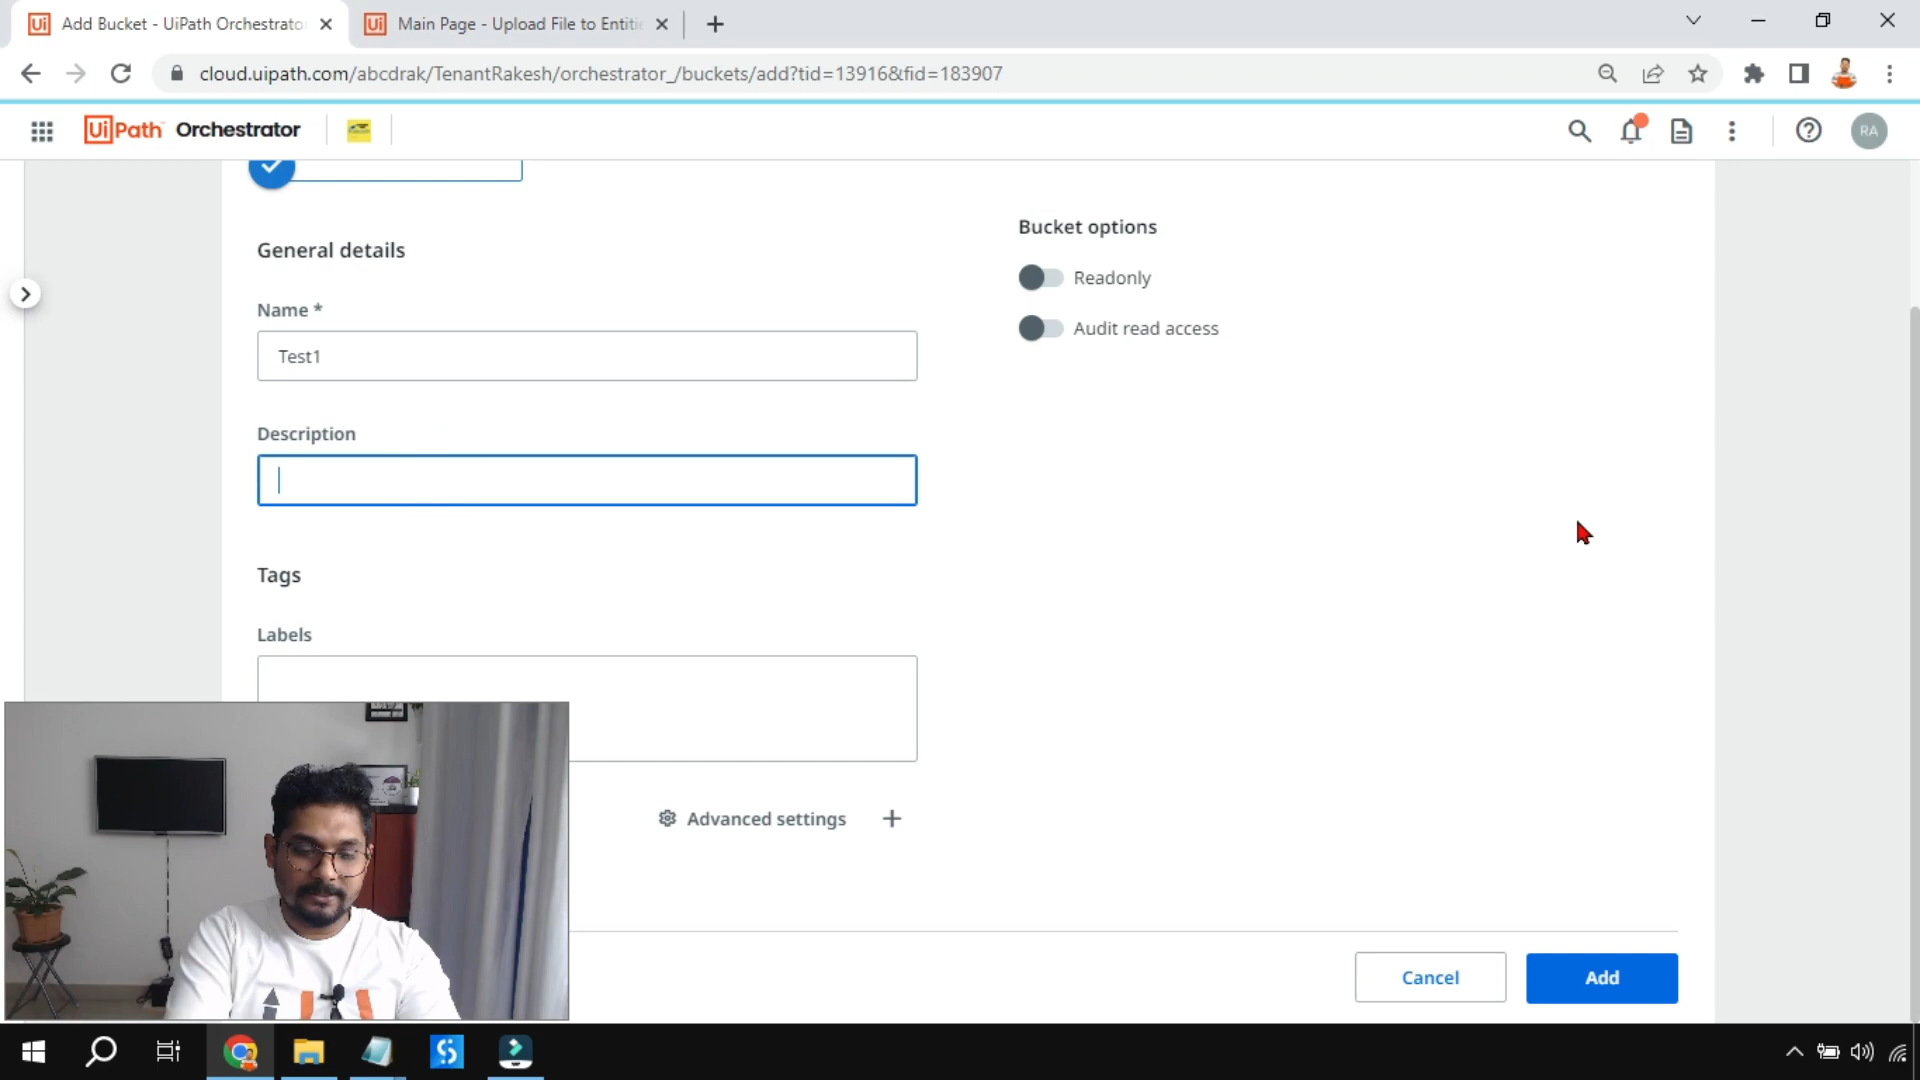 Add Bucket - UiPath Orchestrator
Main Page - Upload File to Entitie
cloud.uipath.com/abcdrak/TenantRakesh/orchestrator_/buckets/add?tid=13916&fid=183907
UiPath Orchestrator
RA
General details
Name *
Test1
Description
Tags
Labels
Advanced settings
Bucket options
Readonly
Audit read access
Cancel
Add